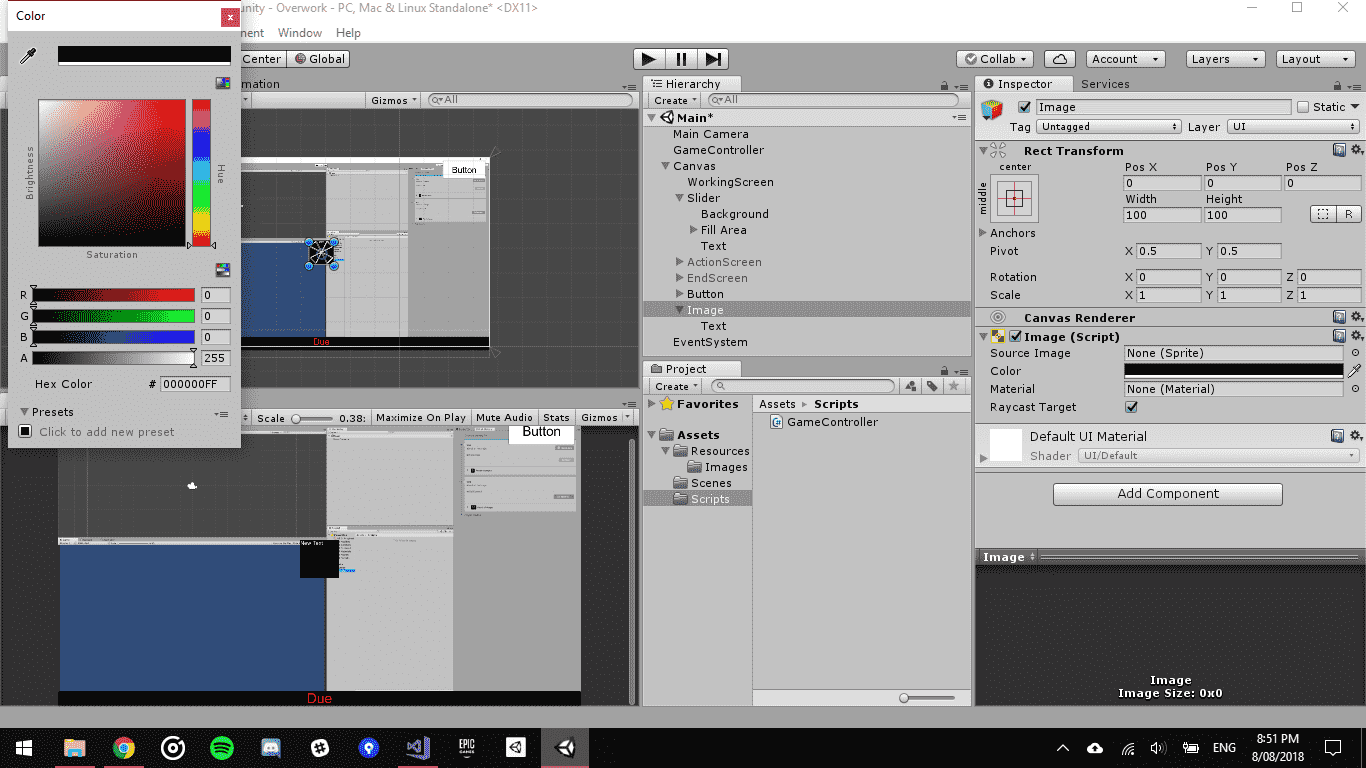 Color
x
unity - Overwork - PC, Mac & Linux Standalone* <DX11>
Window Help
Center Global
Collab
Account
Layers
Layout
Gizmos
All
Button
Due
Brightness
Hue
Saturation
R 0
G 0
B 0
A 255
Hex Color # 000000FF
Presets
Click to add new preset
Scale 0.38:
Maximize On Play
Mute Audio
Stats
Gizmos
Button
New Text
Due
Hierarchy
Create
All
Main*
Main Camera
GameController
Canvas
WorkingScreen
Slider
Background
Fill Area
Text
ActionScreen
EndScreen
Button
Image
Text
EventSystem
Project
Create
Favorites
Assets
Resources
Images
Scenes
Scripts
Assets Scripts
GameController
Inspector
Services
Image
Static
Tag Untagged Layer UI
Rect Transform
center
middle
Pos X Pos Y Pos Z
0 0 0
Width Height
100 100
R
Anchors
Pivot X 0.5 Y 0.5
Rotation X 0 Y 0 Z 0
Scale X 1 Y 1 Z 1
Canvas Renderer
Image (Script)
Source Image None (Sprite)
Color
Material None (Material)
Raycast Target
Default UI Material
Shader UI/Default
Add Component
Image
Image
Image Size: 0x0
EPIC
GAMES
ENG
8:51 PM
8/08/2018